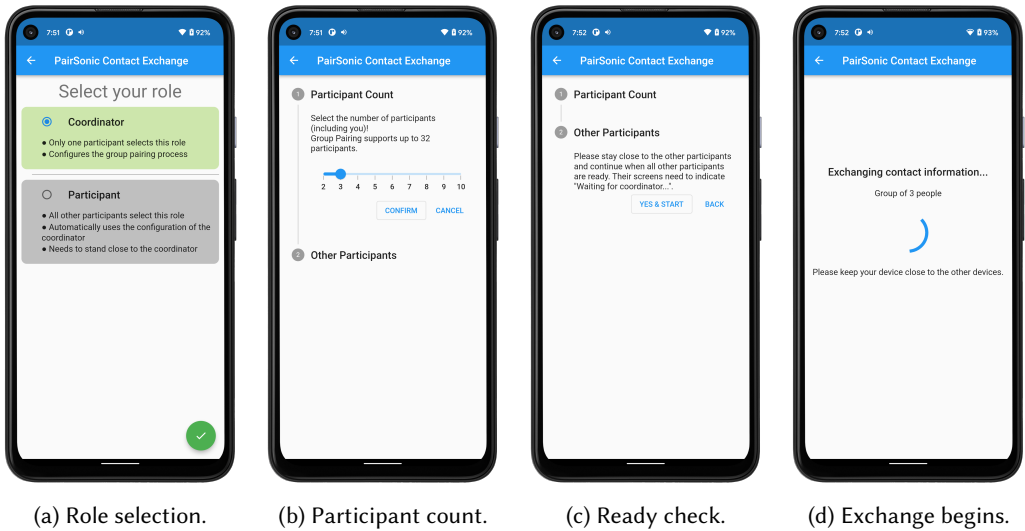 7:51 92%
PairSonic Contact Exchange
Select your role
Coordinator
● Only one participant selects this role
● Configures the group pairing process
Participant
● All other participants select this role
● Automatically uses the configuration of the
coordinator
● Needs to stand close to the coordinator
(a) Role selection.
7:51 92%
PairSonic Contact Exchange
1 Participant Count
Select the number of participants
(including you)!
Group Pairing supports up to 32
participants.
2 3 4 5 6 7 8 9 10
CONFIRM CANCEL
2 Other Participants
(b) Participant count.
7:52 92%
PairSonic Contact Exchange
1 Participant Count
2 Other Participants
Please stay close to the other participants
and continue when all other participants
are ready. Their screens need to indicate
"Waiting for coordinator...".
YES & START BACK
(c) Ready check.
7:52 93%
PairSonic Contact Exchange
Exchanging contact information...
Group of 3 people
Please keep your device close to the other devices.
(d) Exchange begins.